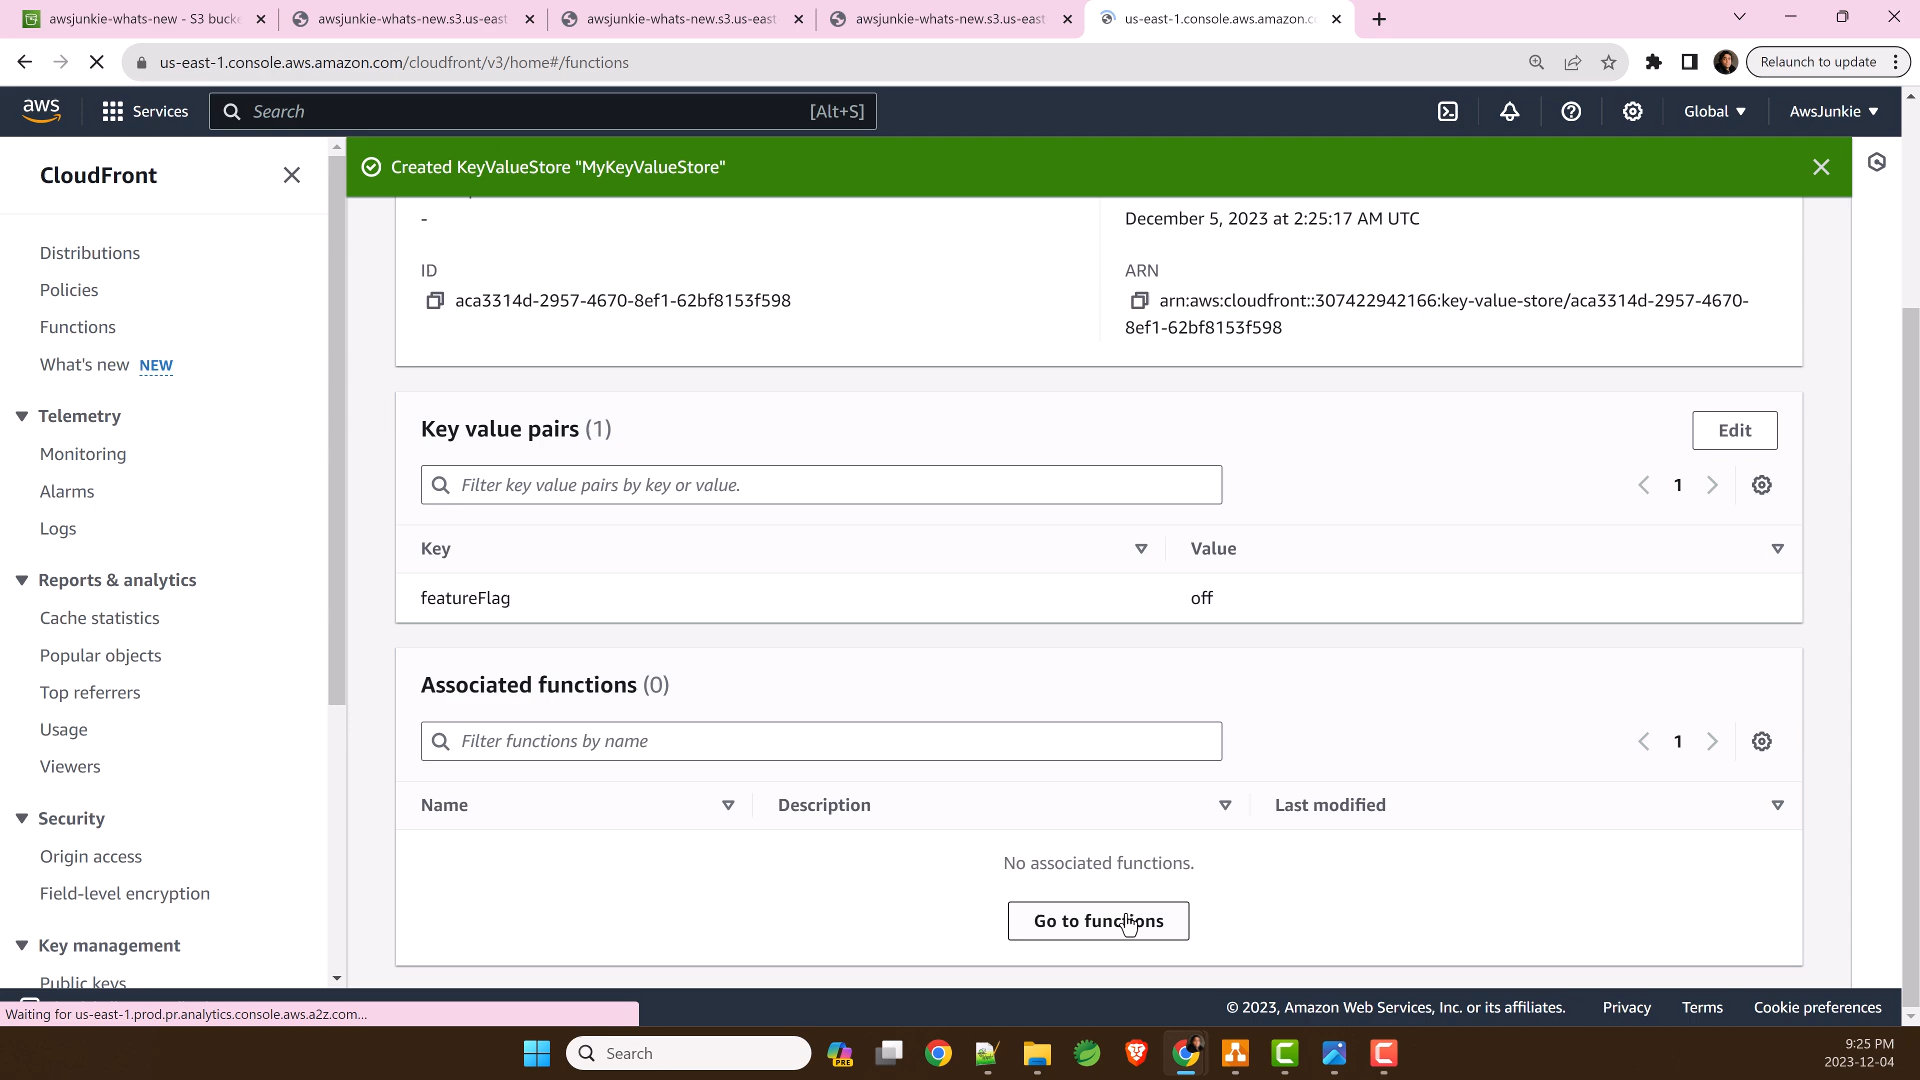 awsjunkie-whats-new - S3 bucke
awsjunkie-whats-new.s3.us-east
awsjunkie-whats-new.s3.us-east
awsjunkie-whats-new.s3.us-east
us-east-1.console.aws.amazon.co
us-east-1.console.aws.amazon.com/cloudfront/v3/home#/functions
Relaunch to update
aws
Services
Search
[Alt+S]
Global
AwsJunkie
CloudFront
Created KeyValueStore "MyKeyValueStore"
-
December 5, 2023 at 2:25:17 AM UTC
Distributions
Policies
Functions
What's new NEW
ID
aca3314d-2957-4670-8ef1-62bf8153f598
ARN
arn:aws:cloudfront::307422942166:key-value-store/aca3314d-2957-4670-
8ef1-62bf8153f598
Telemetry
Monitoring
Alarms
Logs
Reports & analytics
Cache statistics
Popular objects
Top referrers
Usage
Viewers
Security
Origin access
Field-level encryption
Key management
Public keys
Key value pairs (1)
Edit
Filter key value pairs by key or value.
1
Key
Value
featureFlag
off
Associated functions (0)
Filter functions by name
1
Name
Description
Last modified
No associated functions.
Go to functions
Waiting for us-east-1.prod.pr.analytics.console.aws.a2z.com...
© 2023, Amazon Web Services, Inc. or its affiliates.
Privacy
Terms
Cookie preferences
Search
PRE
9:25 PM
2023-12-04